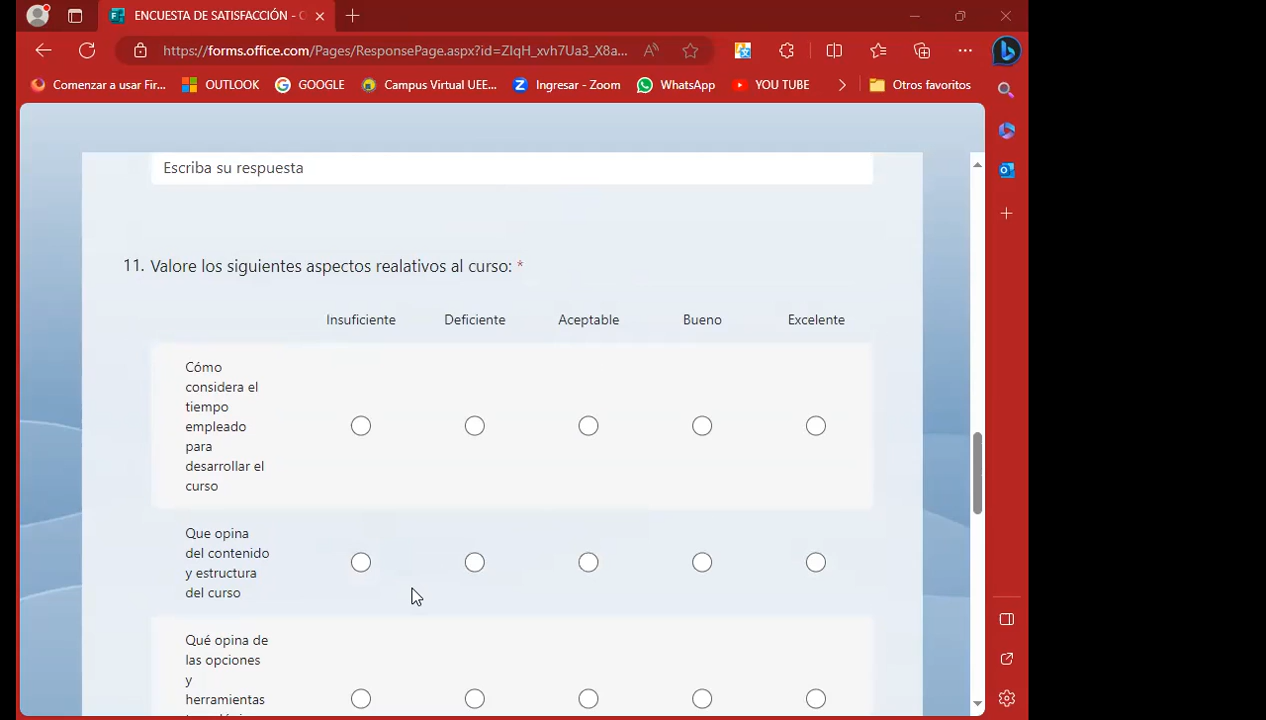 ENCUESTA DE SATISFACCIÓN - C
https://forms.office.com/Pages/ResponsePage.aspx?id=ZIqH_xvh7Ua3_X8a...
Comenzar a usar Fir... OUTLOOK GOOGLE Campus Virtual UEE... Ingresar - Zoom WhatsApp YOU TUBE Otros favoritos
Escriba su respuesta
11. Valore los siguientes aspectos realativos al curso: *
Insuficiente Deficiente Aceptable Bueno Excelente
Cómo
considera el
tiempo
empleado
para
desarrollar el
curso
Que opina
del contenido
y estructura
del curso
Qué opina de
las opciones
y
herramientas